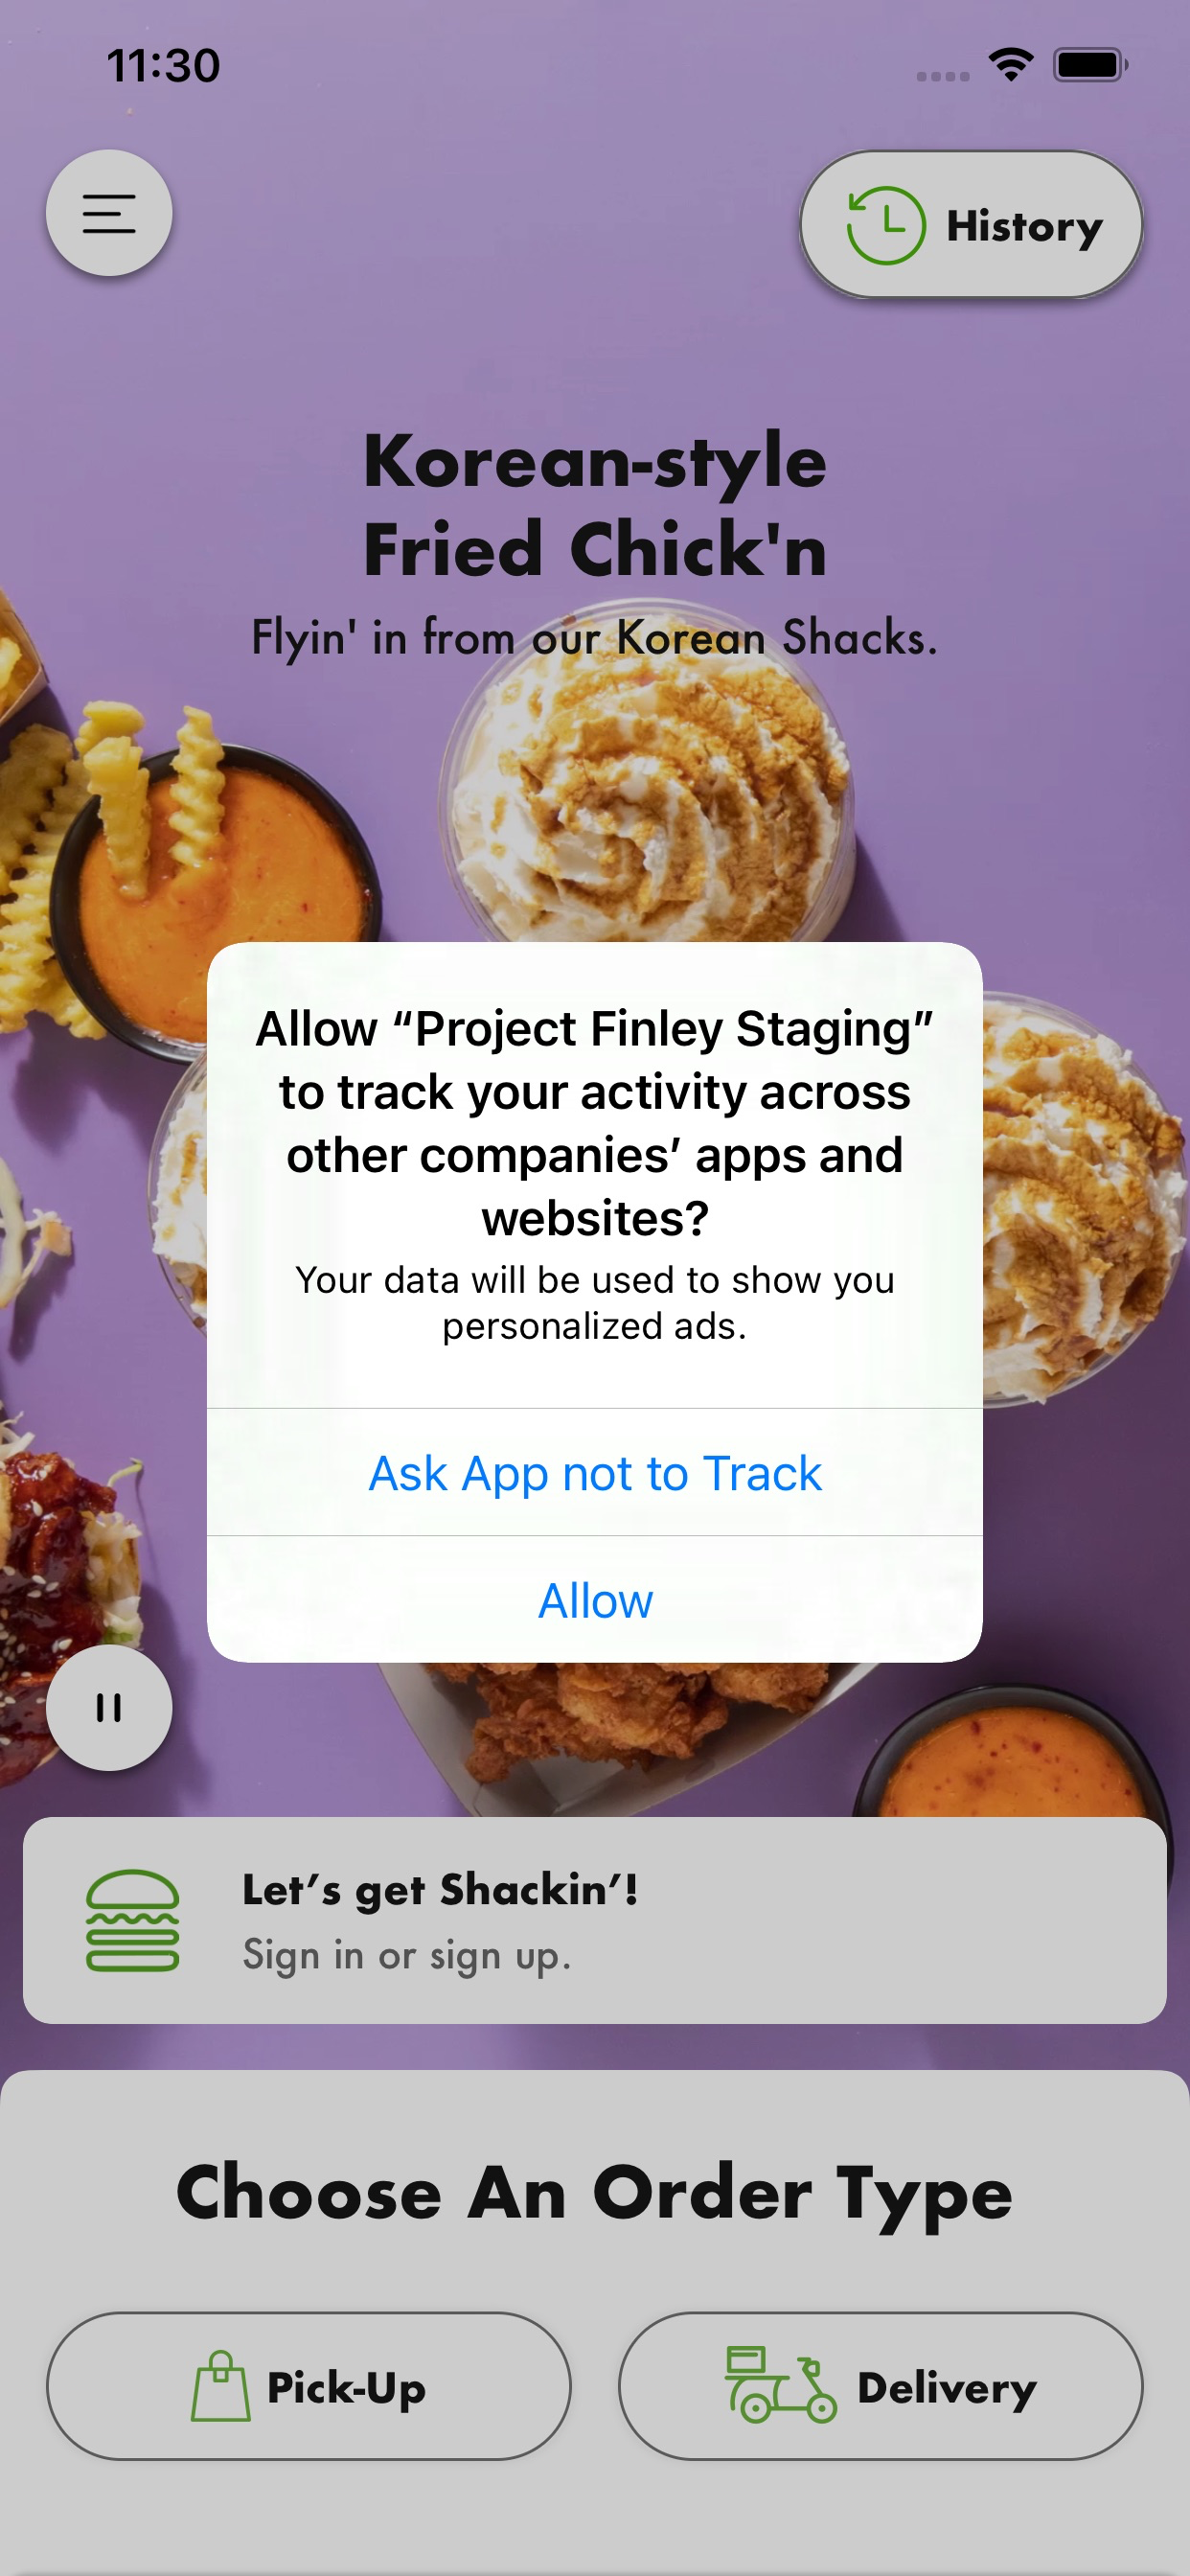 11:30
History
Korean-style
Fried Chick'n
Flyin' in from our Korean Shacks.
Allow “Project Finley Staging”
to track your activity across
other companies’ apps and
websites?
Your data will be used to show you
personalized ads.
Ask App not to Track
Allow
Let’s get Shackin’!
Sign in or sign up.
Choose An Order Type
Pick-Up
Delivery